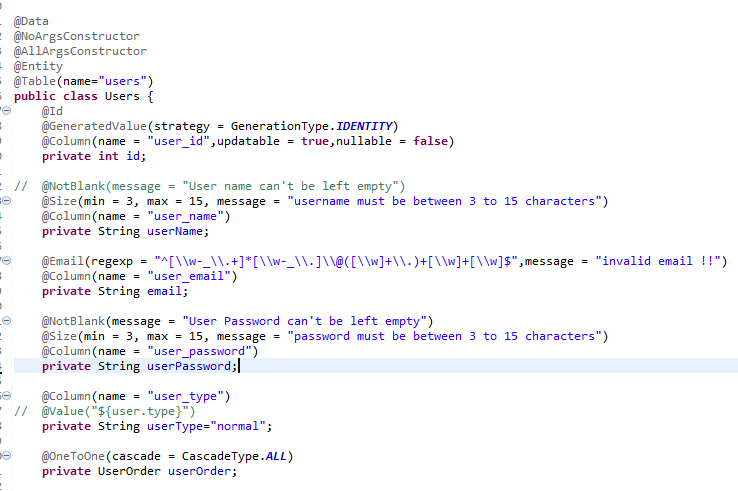 @Data
@NoArgsConstructor
@AllArgsConstructor
@Entity
@Table(name="users")
public class Users {
    @Id
    @GeneratedValue(strategy = GenerationType.IDENTITY)
    @Column(name = "user_id",updatable = true,nullable = false)
    private int id;
//  @NotBlank(message = "User name can't be left empty")
    @Size(min = 3, max = 15, message = "username must be between 3 to 15 characters")
    @Column(name = "user_name")
    private String userName;
    @Email(regexp = "^[\\w-_\\.+]*[\\w-_\\.]\\@([\\w]+\\.)+[\\w]+[\\w]$",message = "invalid email !!")
    @Column(name = "user_email")
    private String email;
    @NotBlank(message = "User Password can't be left empty")
    @Size(min = 3, max = 15, message = "password must be between 3 to 15 characters")
    @Column(name = "user_password")
    private String userPassword;
    @Column(name = "user_type")
//  @Value("${user.type}")
    private String userType="normal";
    @OneToOne(cascade = CascadeType.ALL)
    private UserOrder userOrder;